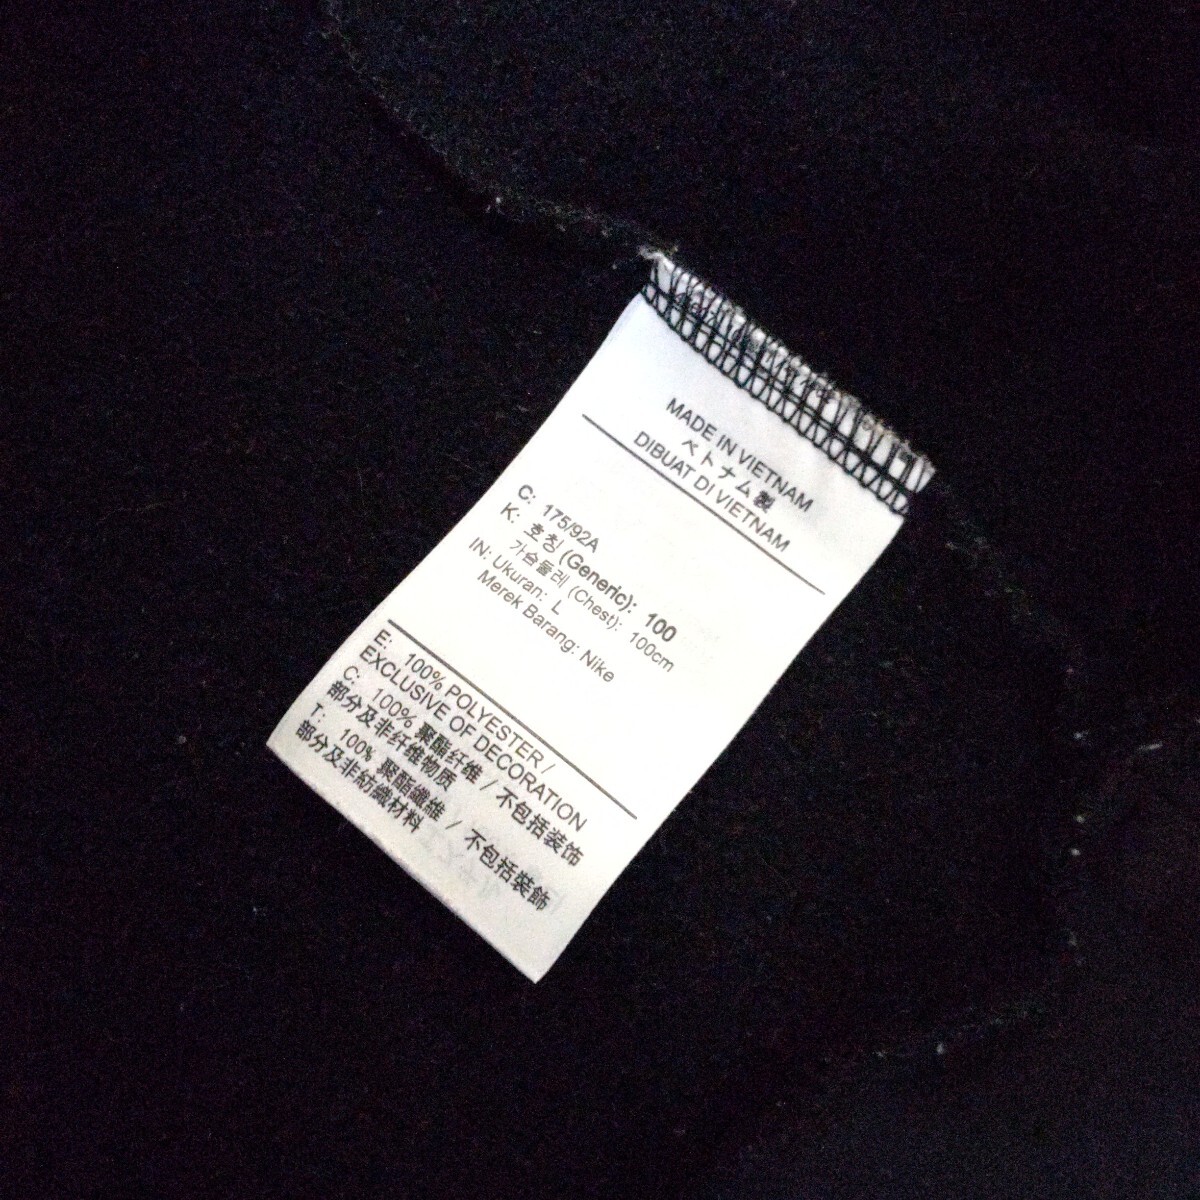 MADE IN VIETNAM
ベトナム製
DIBUAT DI VIETNAM
C: 175/92A
K: 호칭 (Generic): 100
가슴둘레 (Chest): 100cm
IN: Ukuran: L
Merek Barang: Nike
E: 100% POLYESTER /
EXCLUSIVE OF DECORATION
C: 100% 聚酯纤维 / 不包括装饰
部分及非纤维物质
T: 100% 聚酯纖維 / 不包括裝飾
部分及非紡織材料